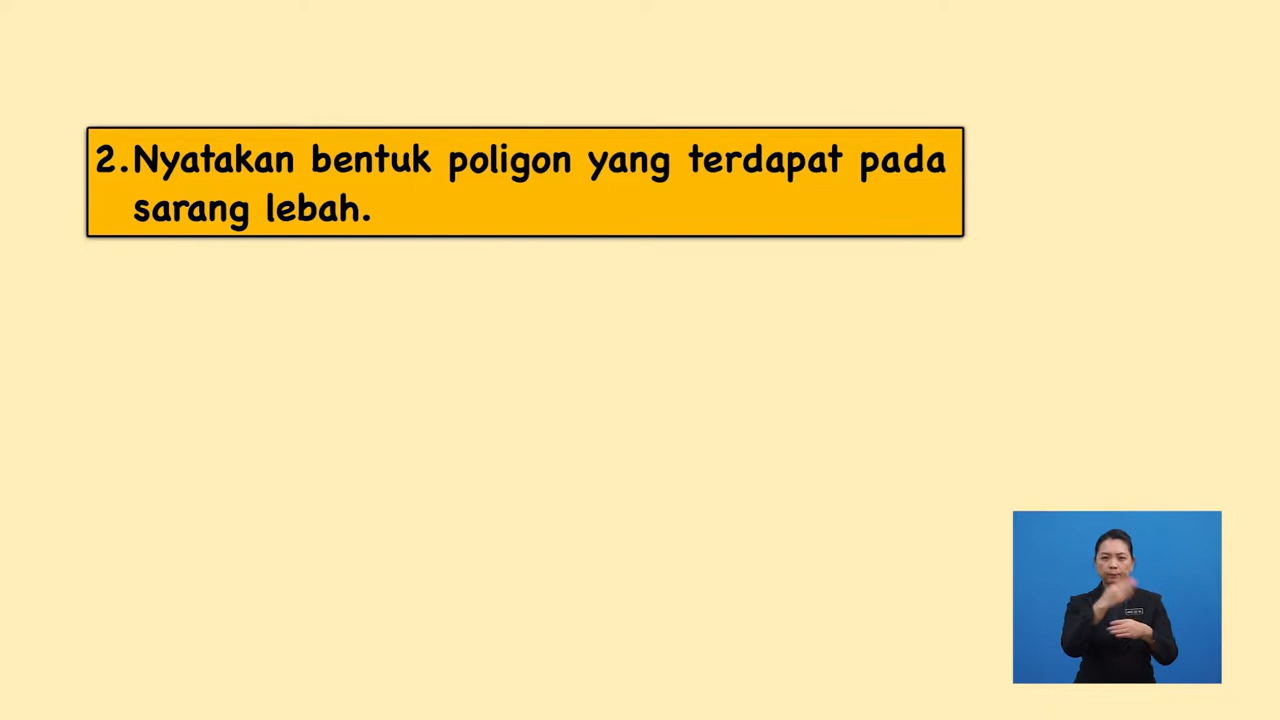 2.Nyatakan bentuk poligon yang terdapat pada
sarang lebah.